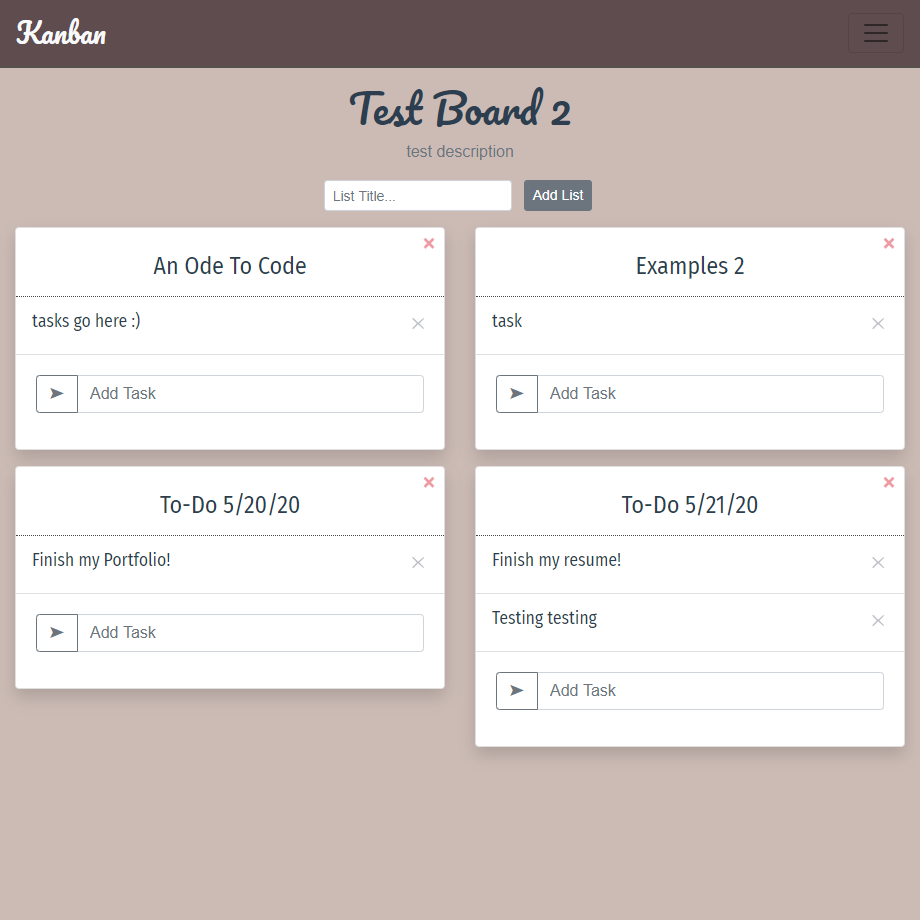 Kanban
Test Board 2
test description
List Title...
Add List
An Ode To Code
tasks go here :)
Add Task
Examples 2
task
Add Task
To-Do 5/20/20
Finish my Portfolio!
Add Task
To-Do 5/21/20
Finish my resume!
Testing testing
Add Task